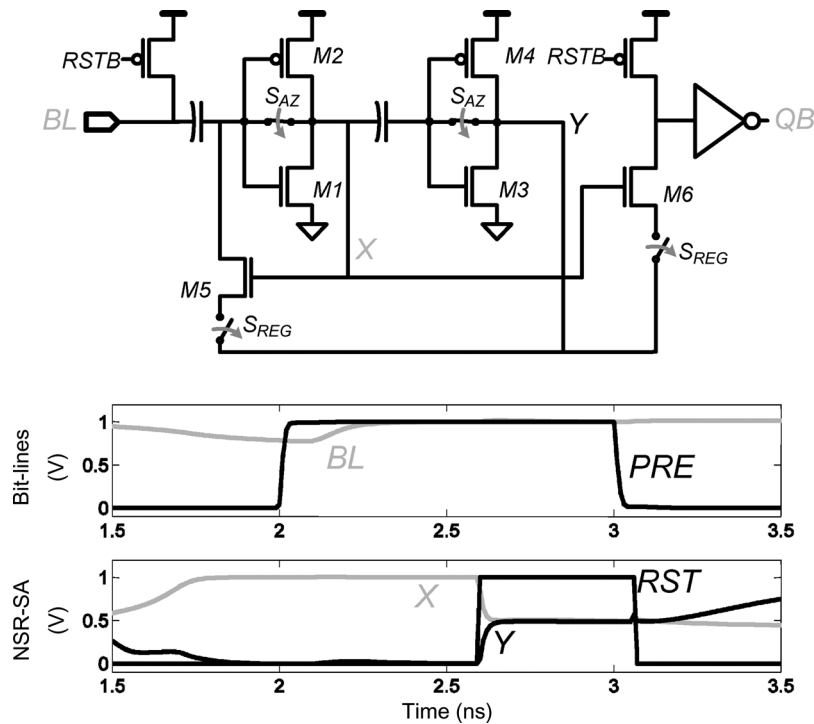 RSTB
M2
M4
RSTB
BL
S_AZ
S_AZ
Y
QB
M1
M3
M6
X
M5
S_REG
S_REG
Bit-lines
(V)
1
0.5
0
BL
PRE
1.5 2 2.5 3 3.5
NSR-SA
(V)
1
0.5
0
X
Y
RST
1.5 2 2.5 3 3.5
Time (ns)